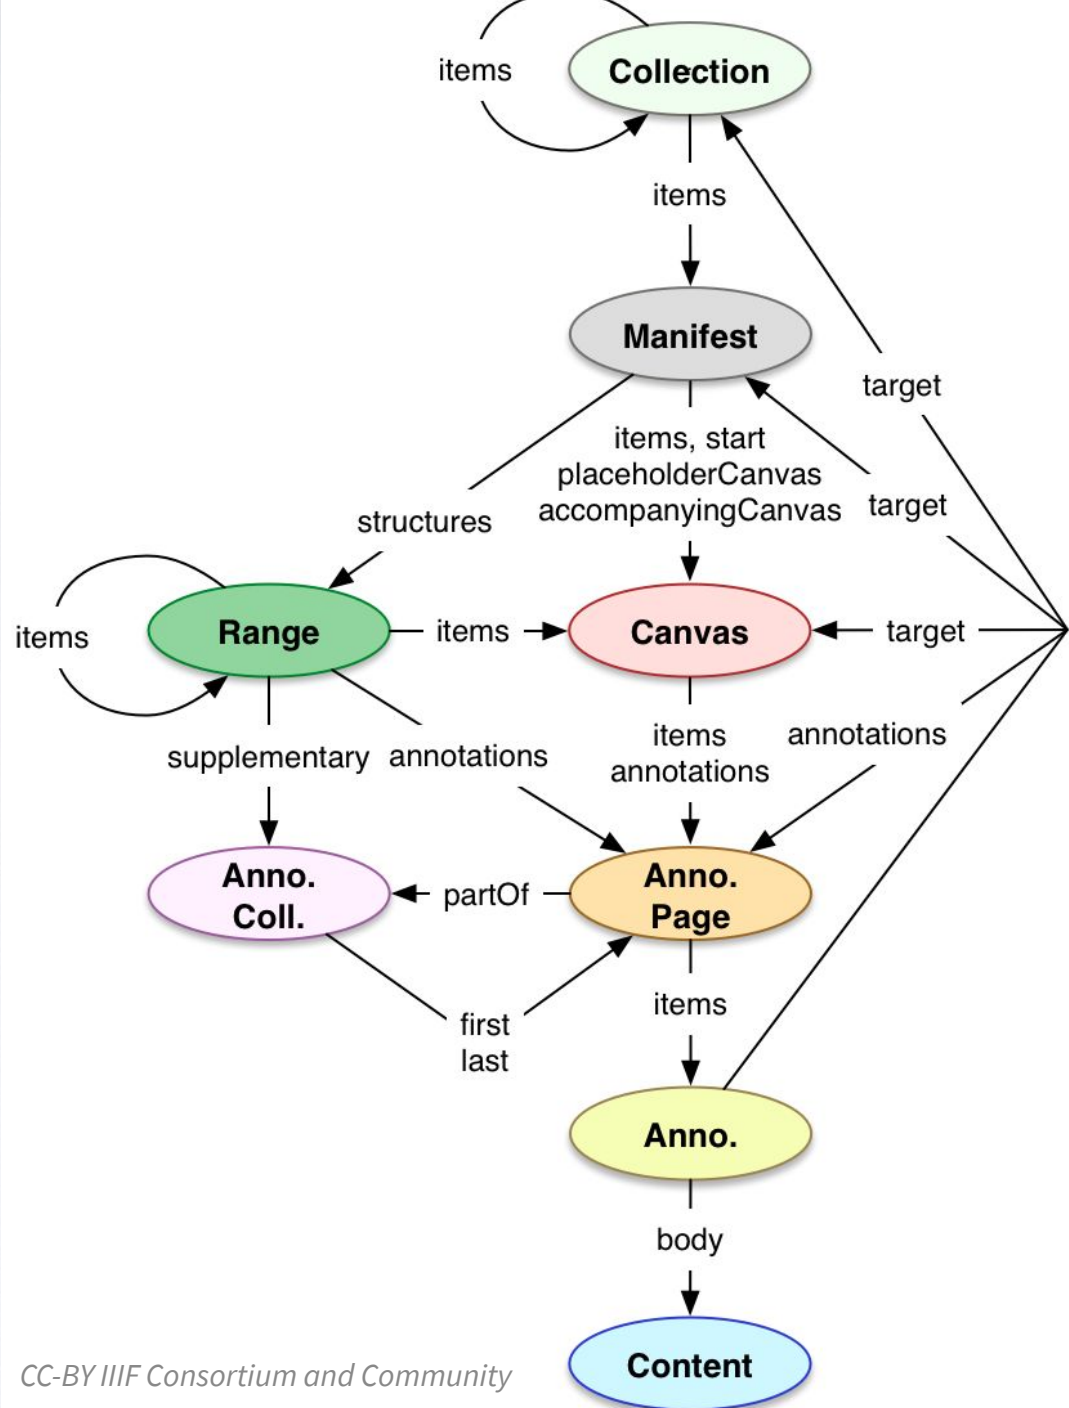 Collection
items
items
Manifest
target
items, start
placeholderCanvas
accompanyingCanvas
target
structures
Range
items
items
Canvas
target
supplementary
annotations
items
annotations
annotations
Anno.
Coll.
partOf
Anno.
Page
items
first
last
Anno.
body
Content
CC-BY IIIF Consortium and Community